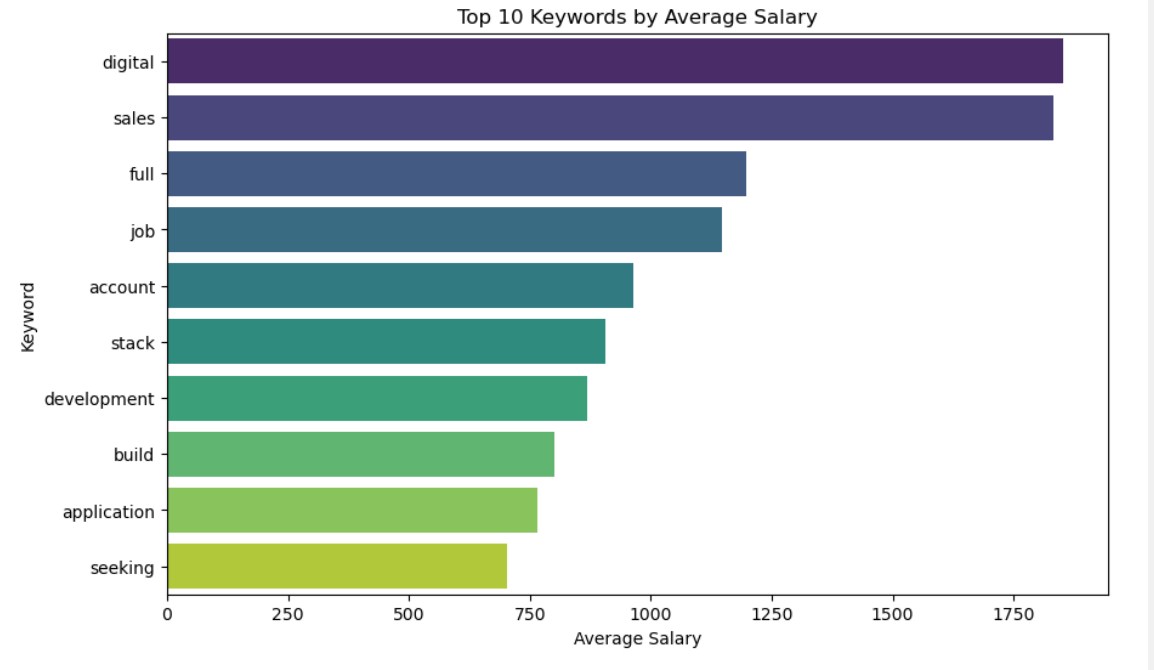 Top 10 Keywords by Average Salary
Keyword
digital
sales
full
job
account
stack
development
build
application
seeking
0 250 500 750 1000 1250 1500 1750
Average Salary